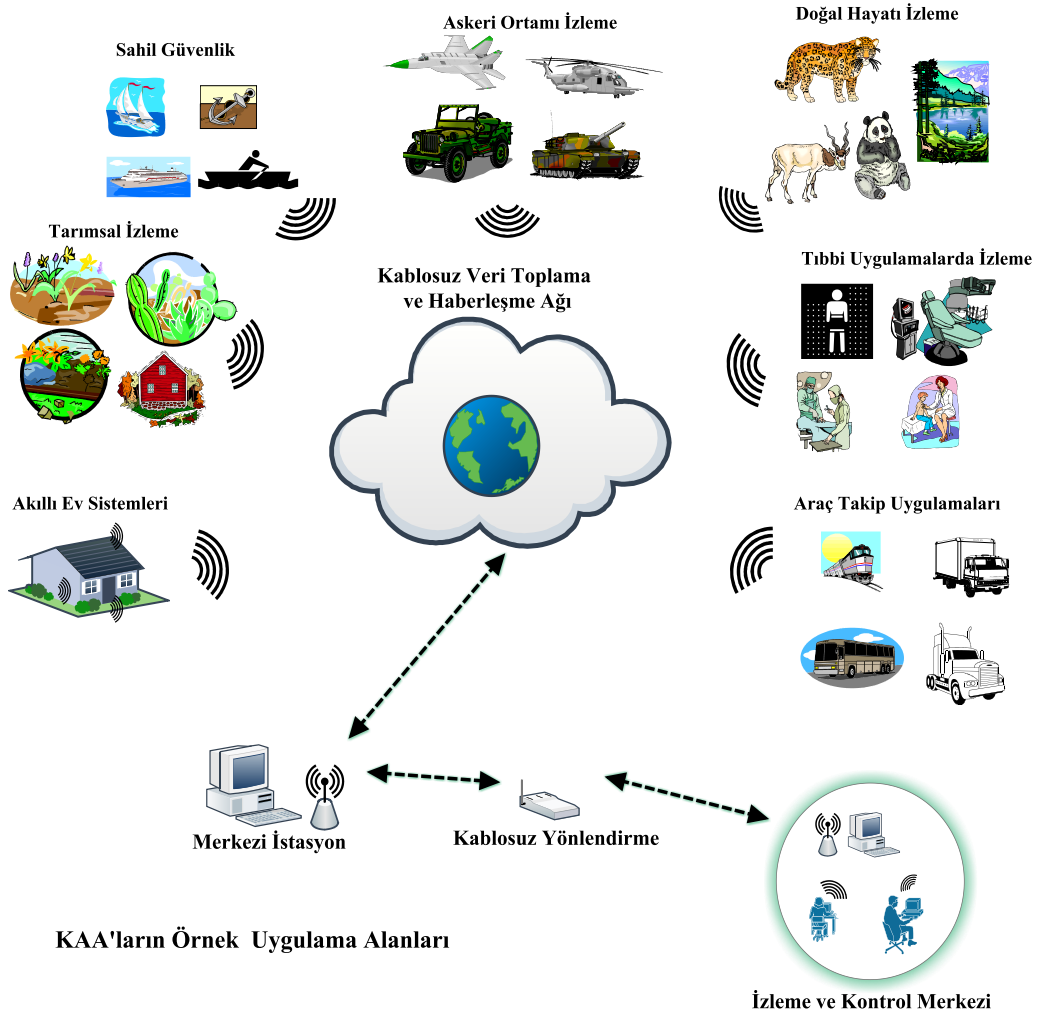 Askeri Ortamı İzleme
Doğal Hayatı İzleme
Sahil Güvenlik
Tarımsal İzleme
Kablosuz Veri Toplama
ve Haberleşme Ağı
Tıbbi Uygulamalarda İzleme
Akıllı Ev Sistemleri
Araç Takip Uygulamaları
Merkezi İstasyon
Kablosuz Yönlendirme
KAA'ların Örnek  Uygulama Alanları
İzleme ve Kontrol Merkezi